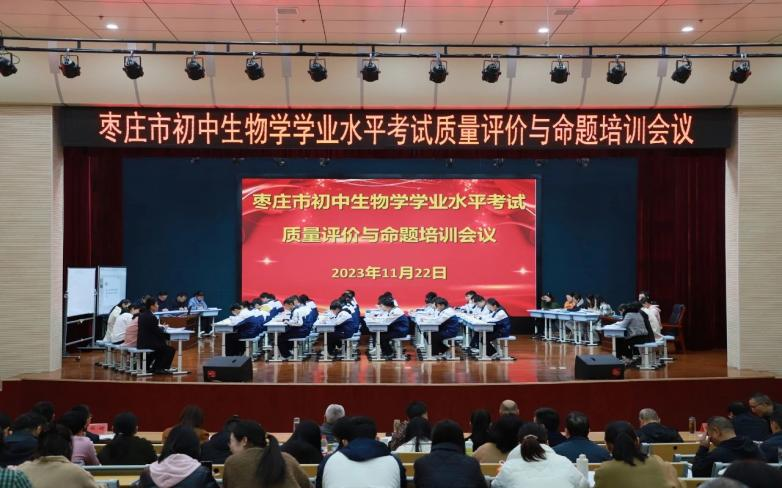 枣庄市初中生物学学业水平考试质量评价与命题培训会议
枣庄市初中生物学学业水平考试
质量评价与命题培训会议
2023年11月22日